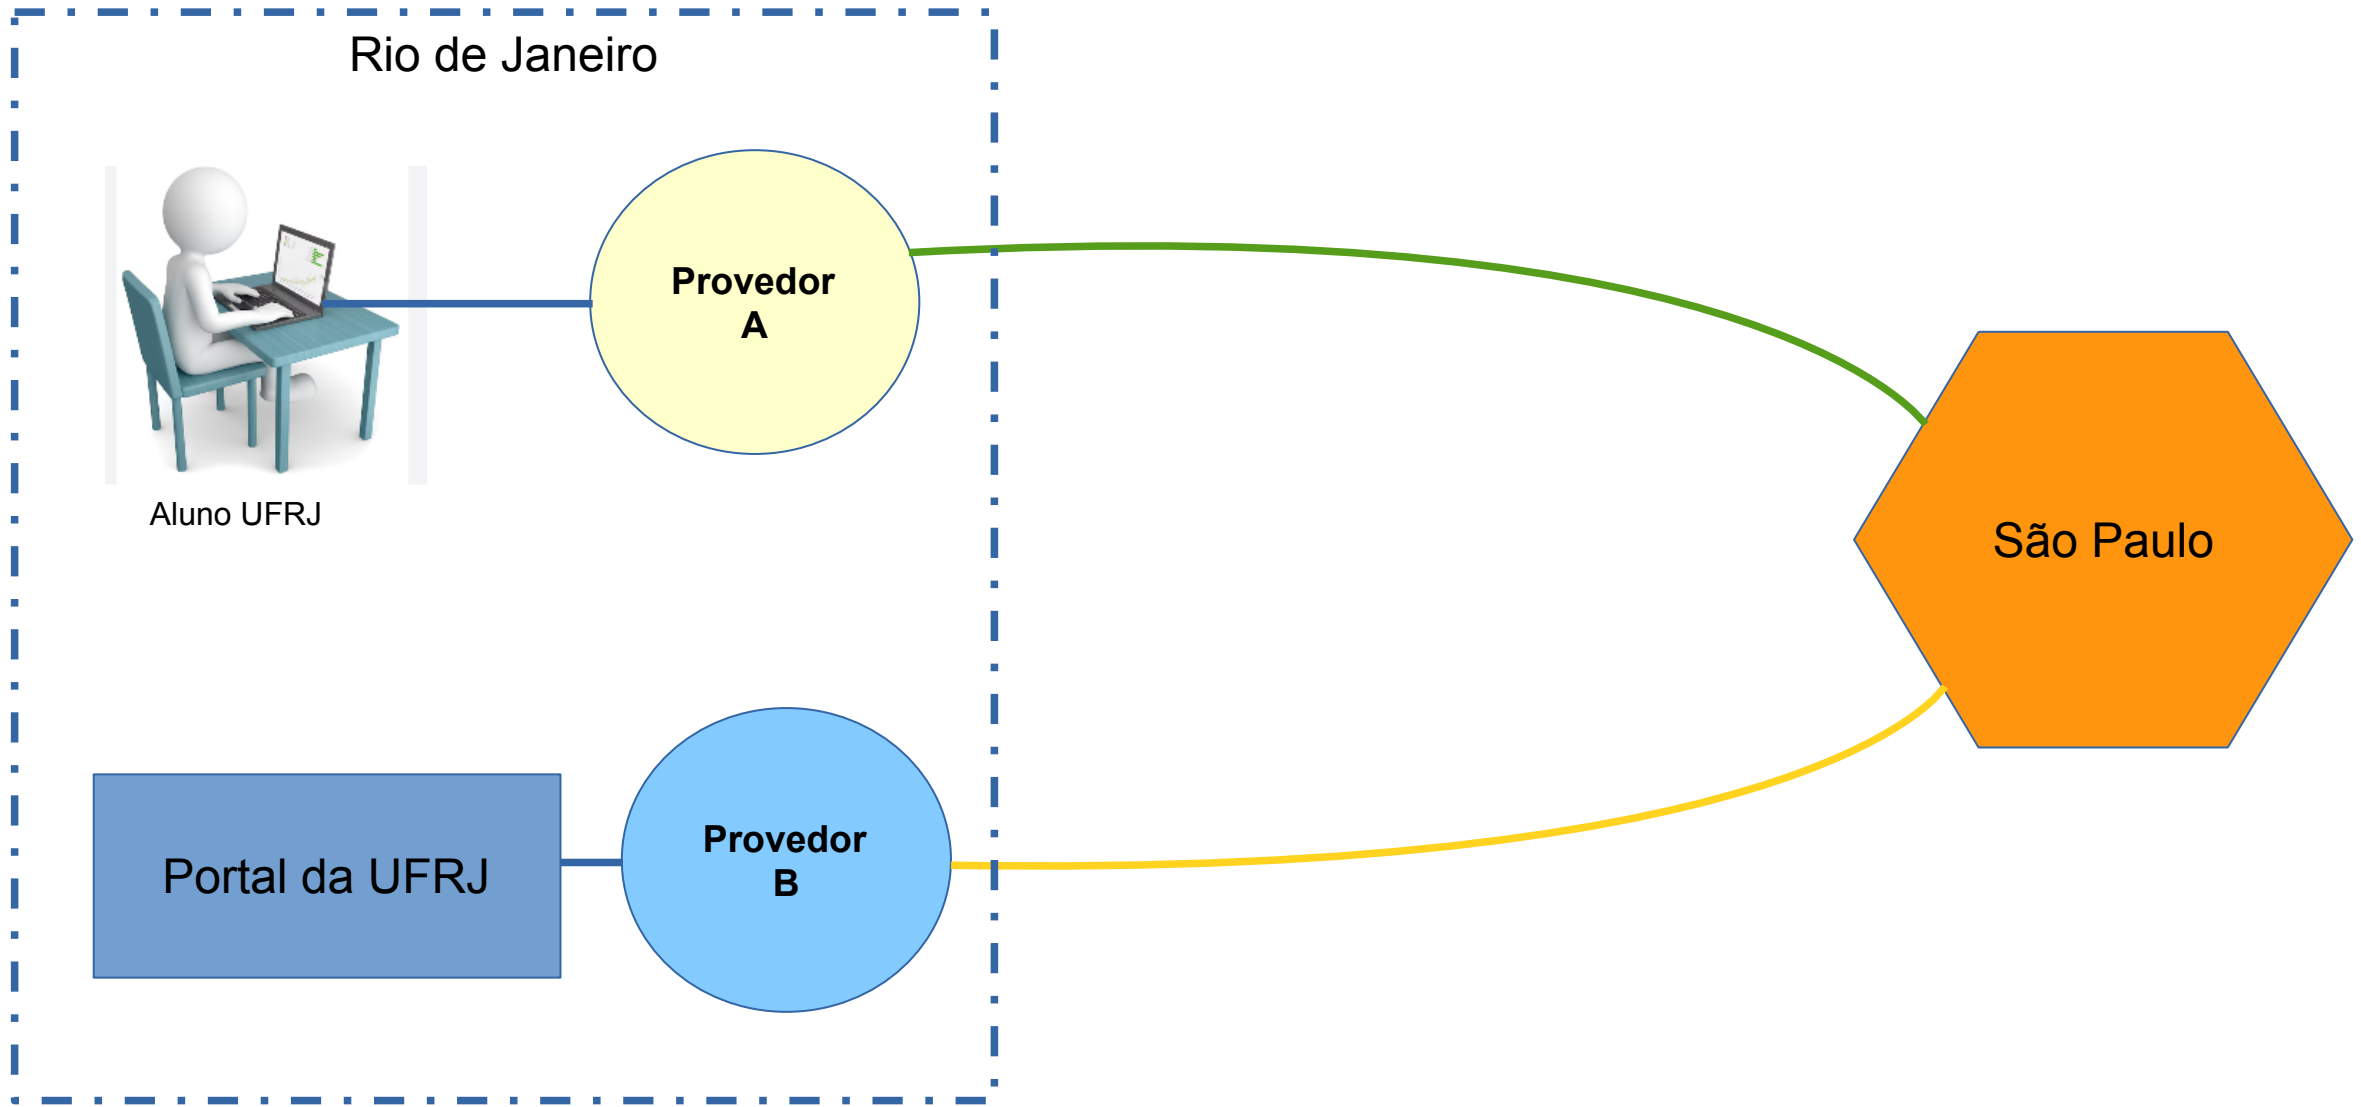 Rio de Janeiro
Provedor
A
Aluno UFRJ
São Paulo
Provedor
B
Portal da UFRJ